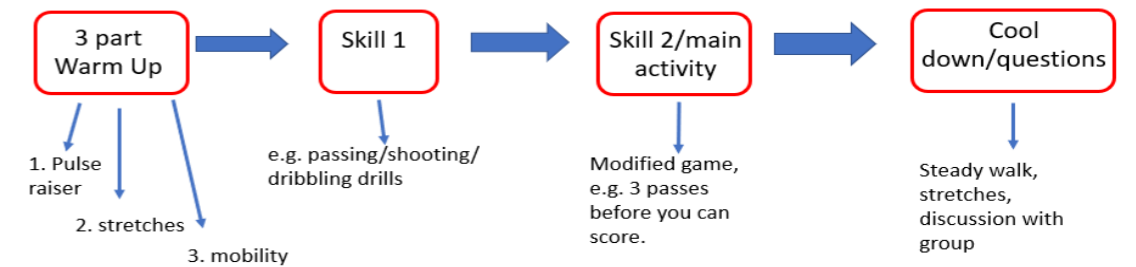 3 part
Warm Up
Skill 1
Skill 2/main
activity
Cool
down/questions
1. Pulse
raiser
2. stretches
3. mobility
e.g. passing/shooting/
dribbling drills
Modified game,
e.g. 3 passes
before you can
score.
Steady walk,
stretches,
discussion with
group